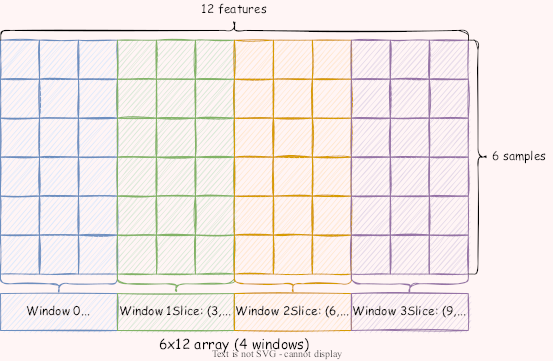 12 features
6 samples
Window 0...
Window 1Slice: (3,...
Window 2Slice: (6,...
Window 3Slice: (9,...
6x12 array (4 windows)
Text is not SVG - cannot display